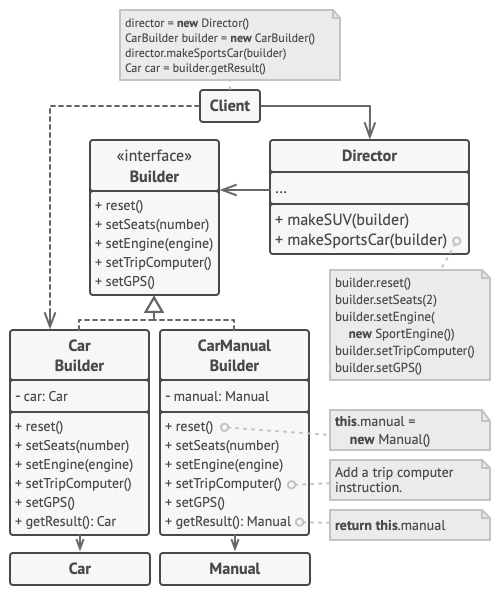 director = new Director()
CarBuilder builder = new CarBuilder()
director.makeSportsCar(builder)
Car car = builder.getResult()
Client
«interface»
Builder
+ reset()
+ setSeats(number)
+ setEngine(engine)
+ setTripComputer()
+ setGPS()
Director
...
+ makeSUV(builder)
+ makeSportsCar(builder)
builder.reset()
builder.setSeats(2)
builder.setEngine(
new SportEngine())
builder.setTripComputer()
builder.setGPS()
Car
Builder
- car: Car
+ reset()
+ setSeats(number)
+ setEngine(engine)
+ setTripComputer()
+ setGPS()
+ getResult(): Car
CarManual
Builder
- manual: Manual
+ reset()
+ setSeats(number)
+ setEngine(engine)
+ setTripComputer()
+ setGPS()
+ getResult(): Manual
this.manual =
new Manual()
Add a trip computer
instruction.
return this.manual
Car
Manual